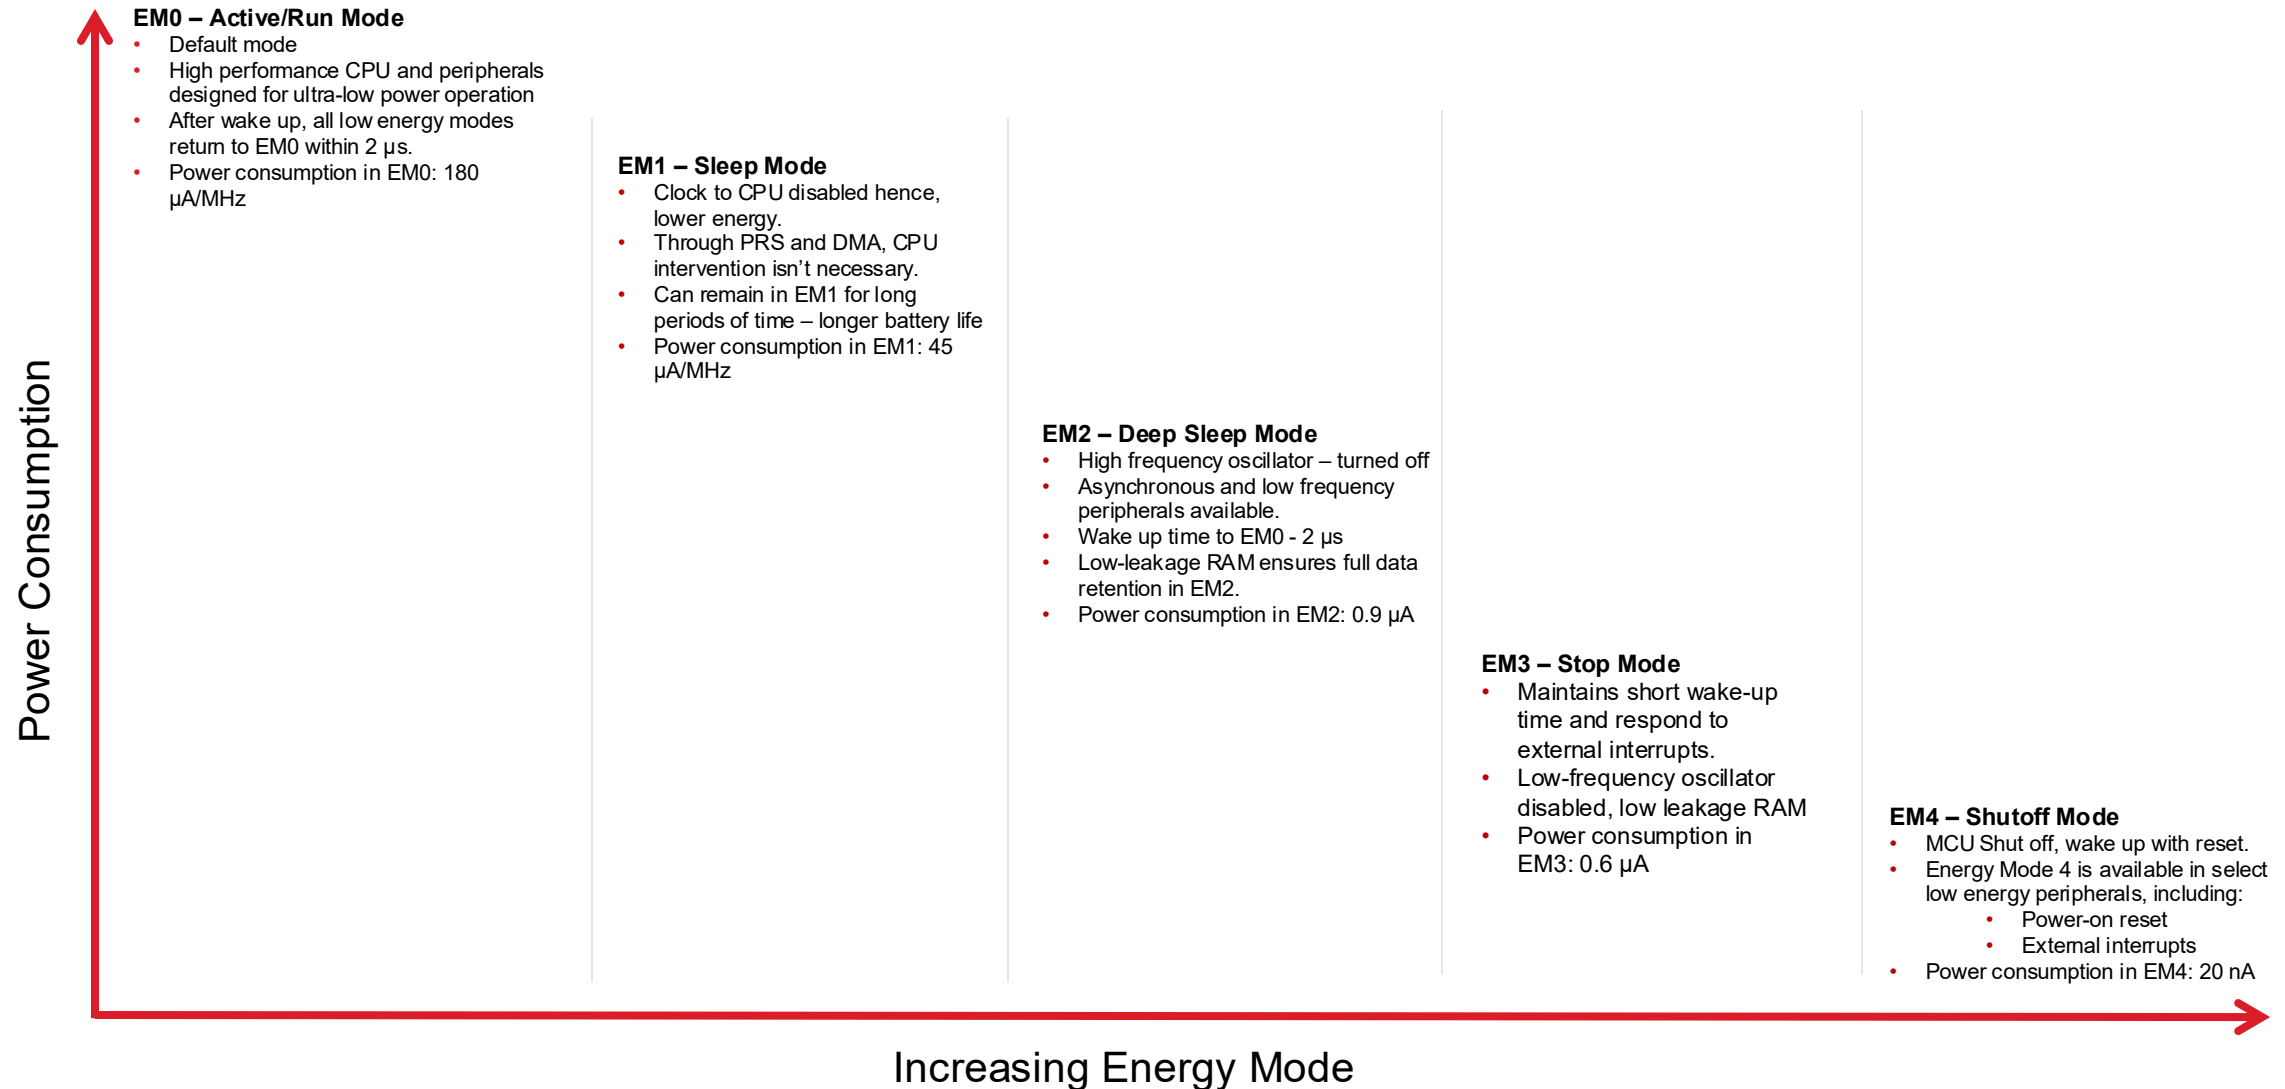 EM0 – Active/Run Mode
• Default mode
• High performance CPU and peripherals
designed for ultra-low power operation
• After wake up, all low energy modes
return to EM0 within 2 µs.
• Power consumption in EM0: 180
µA/MHz
EM1 – Sleep Mode
• Clock to CPU disabled hence,
lower energy.
• Through PRS and DMA, CPU
intervention isn’t necessary.
• Can remain in EM1 for long
periods of time – longer battery life
• Power consumption in EM1: 45
µA/MHz
EM2 – Deep Sleep Mode
• High frequency oscillator – turned off
• Asynchronous and low frequency
peripherals available.
• Wake up time to EM0 - 2 µs
• Low-leakage RAM ensures full data
retention in EM2.
• Power consumption in EM2: 0.9 µA
EM3 – Stop Mode
• Maintains short wake-up
time and respond to
external interrupts.
• Low-frequency oscillator
disabled, low leakage RAM
• Power consumption in
EM3: 0.6 µA
EM4 – Shutoff Mode
• MCU Shut off, wake up with reset.
• Energy Mode 4 is available in select
low energy peripherals, including:
• Power-on reset
• External interrupts
• Power consumption in EM4: 20 nA
Power Consumption
Increasing Energy Mode